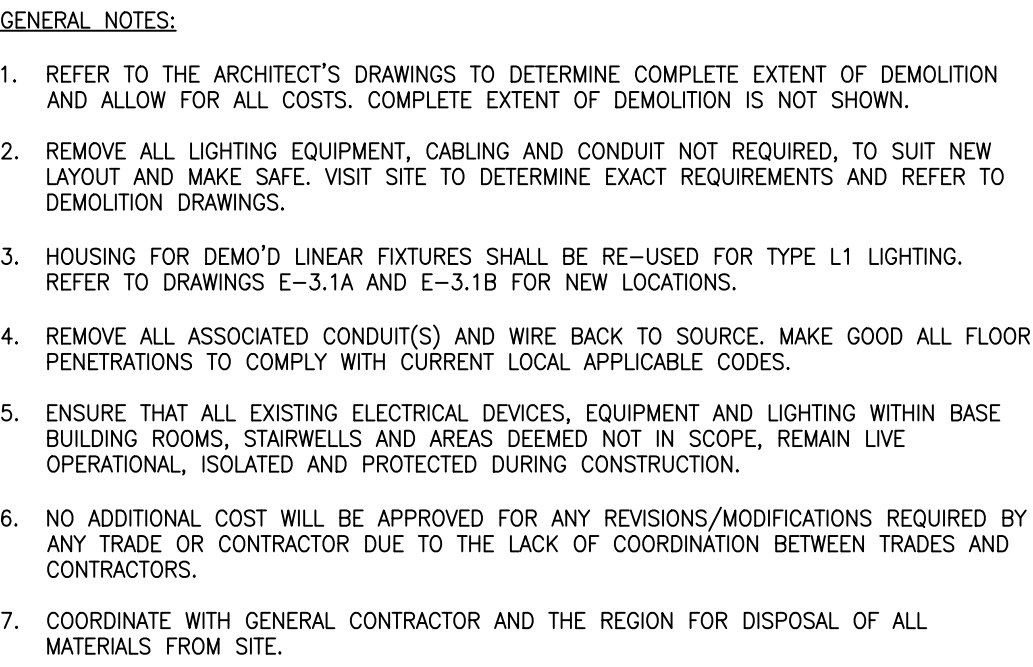 GENERAL NOTES:
1. REFER TO THE ARCHITECT'S DRAWINGS TO DETERMINE COMPLETE EXTENT OF DEMOLITION
AND ALLOW FOR ALL COSTS. COMPLETE EXTENT OF DEMOLITION IS NOT SHOWN.
2. REMOVE ALL LIGHTING EQUIPMENT, CABLING AND CONDUIT NOT REQUIRED, TO SUIT NEW
LAYOUT AND MAKE SAFE. VISIT SITE TO DETERMINE EXACT REQUIREMENTS AND REFER TO
DEMOLITION DRAWINGS.
3. HOUSING FOR DEMO'D LINEAR FIXTURES SHALL BE RE-USED FOR TYPE L1 LIGHTING.
REFER TO DRAWINGS E-3.1A AND E-3.1B FOR NEW LOCATIONS.
4. REMOVE ALL ASSOCIATED CONDUIT(S) AND WIRE BACK TO SOURCE. MAKE GOOD ALL FLOOR
PENETRATIONS TO COMPLY WITH CURRENT LOCAL APPLICABLE CODES.
5. ENSURE THAT ALL EXISTING ELECTRICAL DEVICES, EQUIPMENT AND LIGHTING WITHIN BASE
BUILDING ROOMS, STAIRWELLS AND AREAS DEEMED NOT IN SCOPE, REMAIN LIVE
OPERATIONAL, ISOLATED AND PROTECTED DURING CONSTRUCTION.
6. NO ADDITIONAL COST WILL BE APPROVED FOR ANY REVISIONS/MODIFICATIONS REQUIRED BY
ANY TRADE OR CONTRACTOR DUE TO THE LACK OF COORDINATION BETWEEN TRADES AND
CONTRACTORS.
7. COORDINATE WITH GENERAL CONTRACTOR AND THE REGION FOR DISPOSAL OF ALL
MATERIALS FROM SITE.